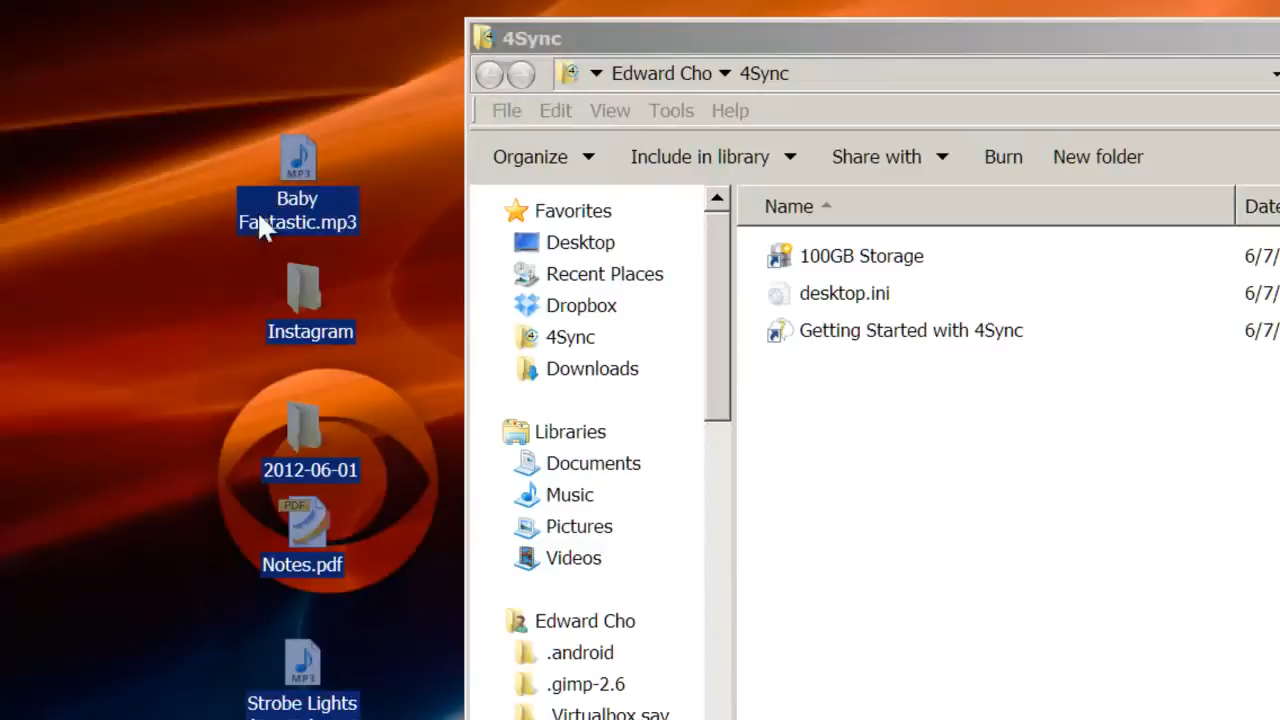 4Sync
Edward Cho 4Sync
File Edit View Tools Help
Organize Include in library Share with Burn New folder
MP3
Baby
Fantastic.mp3
Instagram
2012-06-01
PDF
Notes.pdf
MP3
Strobe Lights
Favorites
Desktop
Recent Places
Dropbox
4Sync
Downloads
Libraries
Documents
Music
Pictures
Videos
Edward Cho
.android
.gimp-2.6
Name Date
100GB Storage 6/7/
desktop.ini 6/7/
Getting Started with 4Sync 6/7/